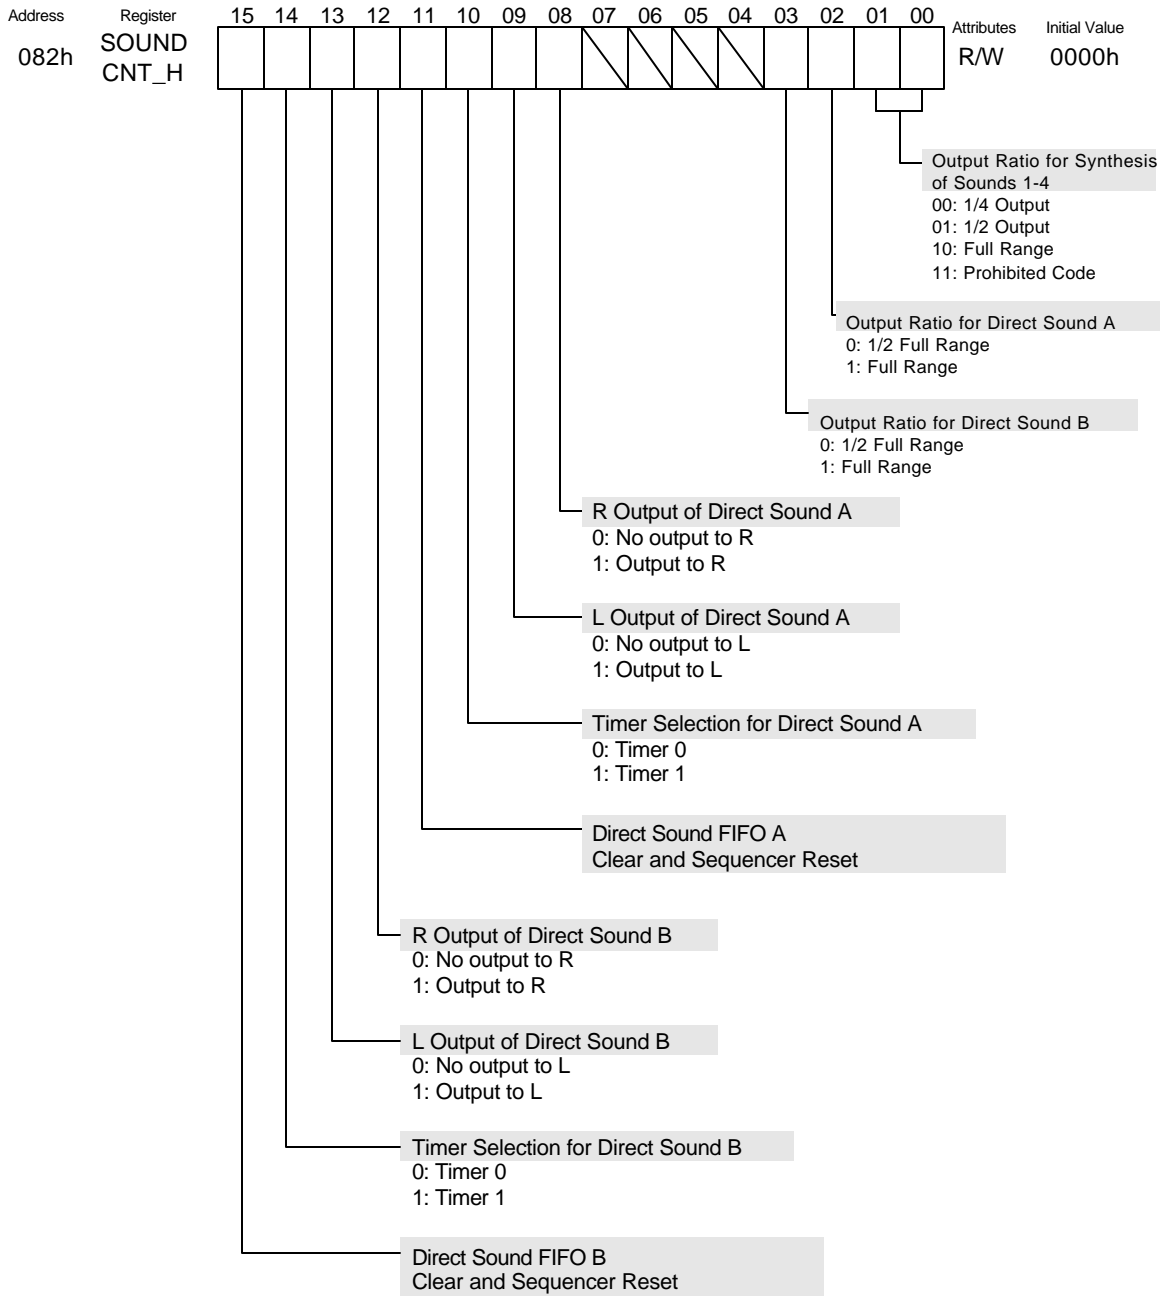 Address Register 15 14 13 12 11 10 09 08 07 06 05 04 03 02 01 00 Attributes Initial Value
082h SOUND R/W 0000h
CNT_H
Output Ratio for Synthesis
of Sounds 1-4
00: 1/4 Output
01: 1/2 Output
10: Full Range
11: Prohibited Code
Output Ratio for Direct Sound A
0: 1/2 Full Range
1: Full Range
Output Ratio for Direct Sound B
0: 1/2 Full Range
1: Full Range
R Output of Direct Sound A
0: No output to R
1: Output to R
L Output of Direct Sound A
0: No output to L
1: Output to L
Timer Selection for Direct Sound A
0: Timer 0
1: Timer 1
Direct Sound FIFO A
Clear and Sequencer Reset
R Output of Direct Sound B
0: No output to R
1: Output to R
L Output of Direct Sound B
0: No output to L
1: Output to L
Timer Selection for Direct Sound B
0: Timer 0
1: Timer 1
Direct Sound FIFO B
Clear and Sequencer Reset